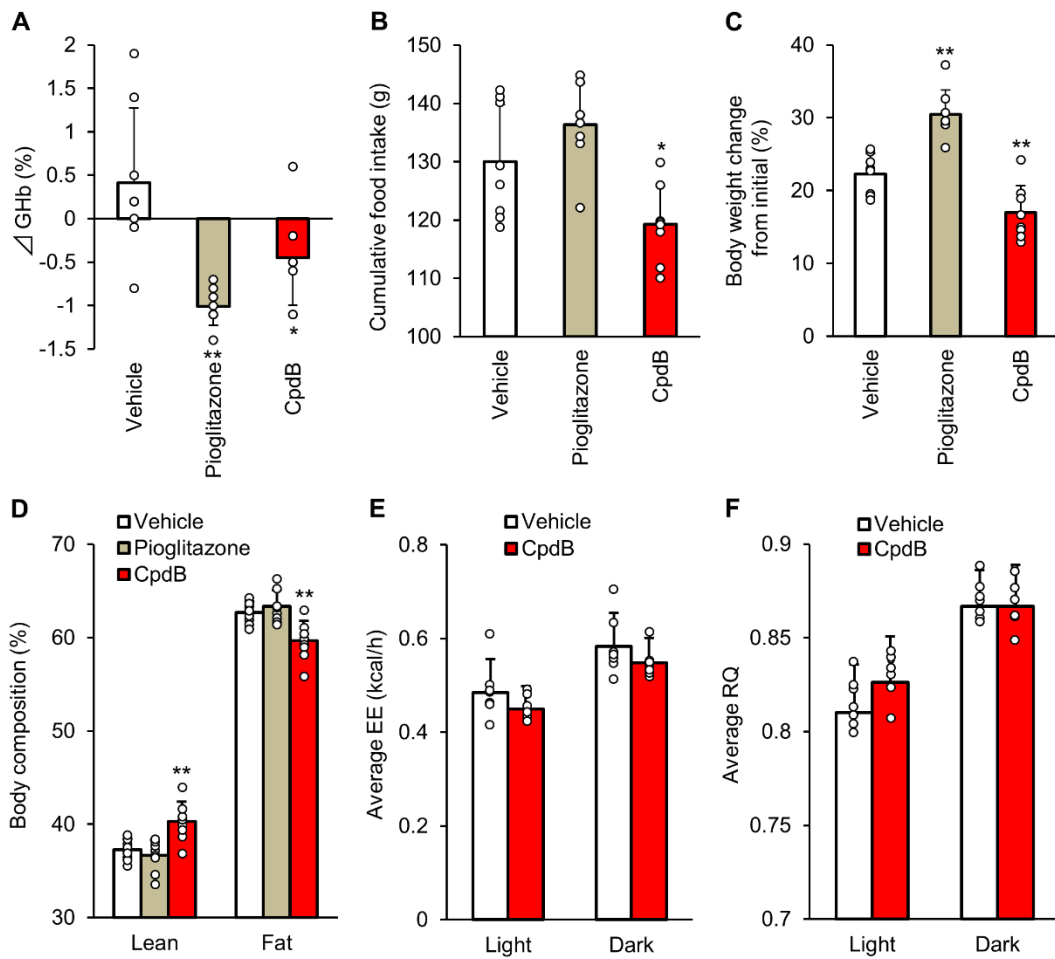 A
⊿ GHb (%)
2
1.5
1
0.5
0
-0.5
-1
-1.5
**
*
Vehicle
Pioglitazone
CpdB
B
Cumulative food intake (g)
150
140
130
120
110
100
*
Vehicle
Pioglitazone
CpdB
C
Body weight change
from initial (%)
40
30
20
10
0
**
**
Vehicle
Pioglitazone
CpdB
D
Vehicle
Pioglitazone
CpdB
Body composition (%)
70
60
50
40
30
**
**
Lean Fat
E
Vehicle
CpdB
Average EE (kcal/h)
0.8
0.6
0.4
0.2
0
Light Dark
F
Vehicle
CpdB
Average RQ
0.9
0.85
0.8
0.75
0.7
Light Dark